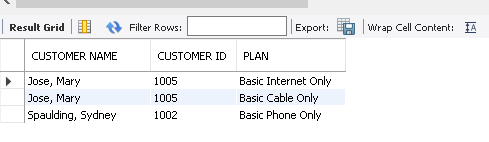 Result Grid Filter Rows: Export: Wrap Cell Content: IA
CUSTOMER NAME CUSTOMER ID PLAN
Jose, Mary 1005 Basic Internet Only
Jose, Mary 1005 Basic Cable Only
Spaulding, Sydney 1002 Basic Phone Only